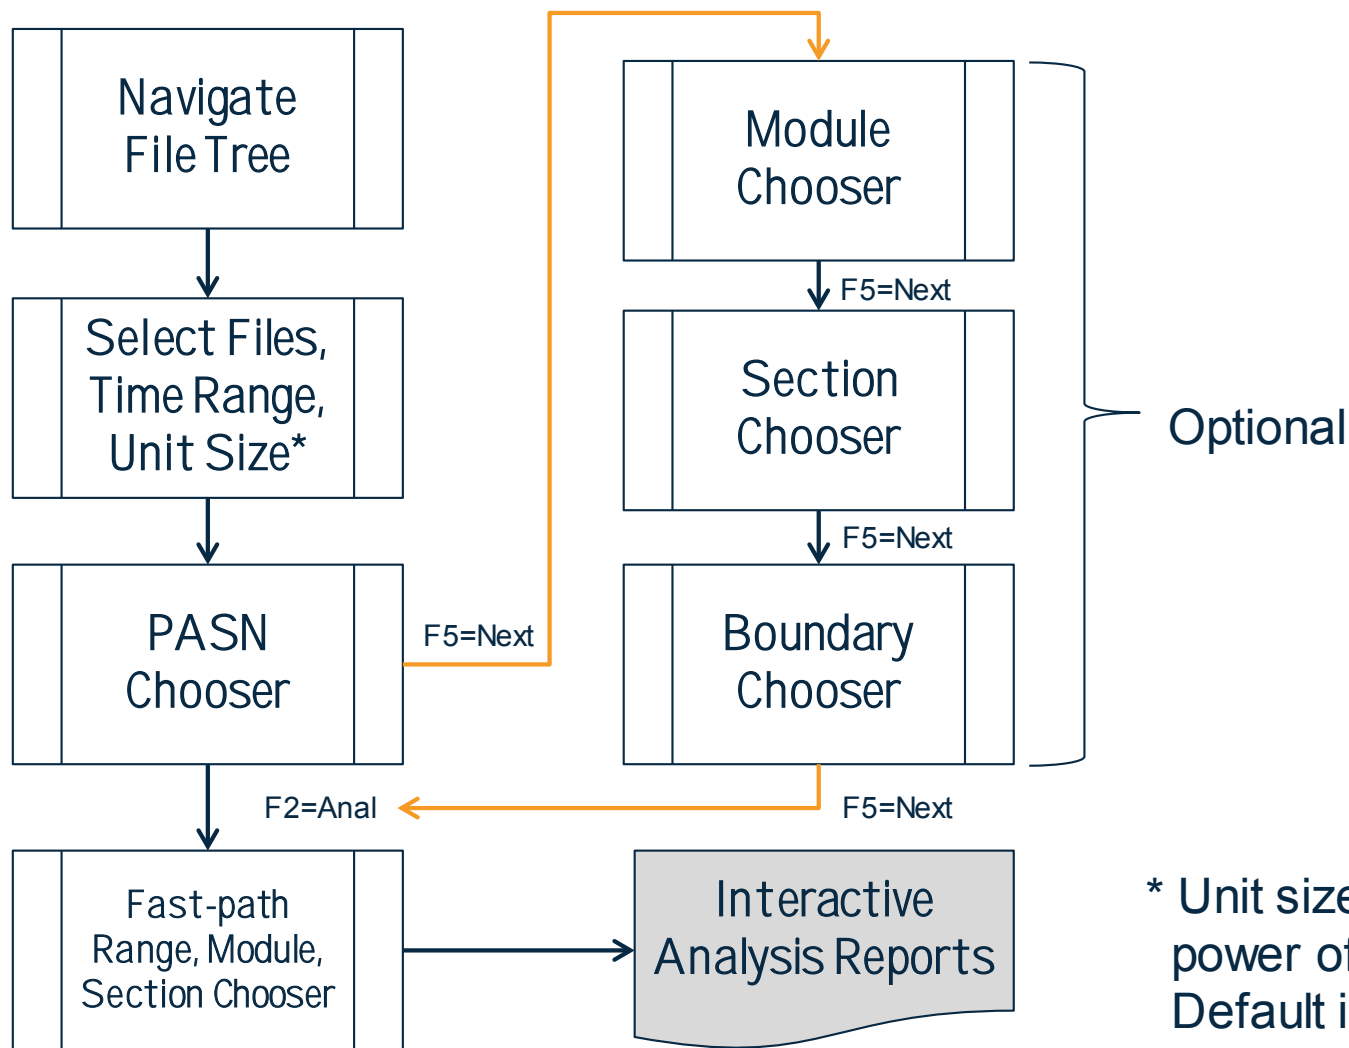 Navigate
File Tree
Select Files,
Time Range,
Unit Size*
PASN
Chooser
F5=Next
F2=Anal
Fast-path
Range, Module,
Section Chooser
Module
Chooser
F5=Next
Section
Chooser
F5=Next
Boundary
Chooser
F5=Next
Interactive
Analysis Reports
Optional
* Unit size
power of
Default i